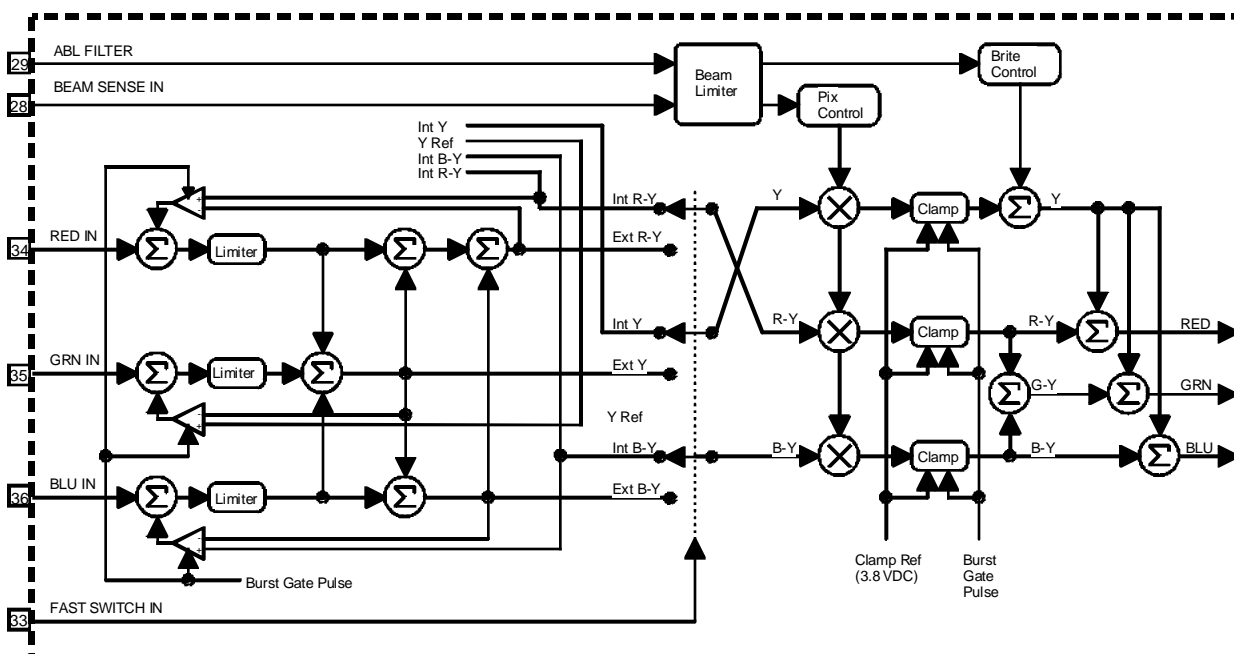 29 ABL FILTER
28 BEAM SENSE IN
Beam
Limiter
Brite
Control
Pix
Control
Int Y
Y Ref
Int B-Y
Int R-Y
+
-
34 RED IN
Σ
Limiter
Σ
Σ
Int R-Y
Ext R-Y
Y
Clamp
Σ
Y
Int Y
R-Y
Clamp
R-Y
Σ
RED
35 GRN IN
Σ
Limiter
Σ
Ext Y
Σ
G-Y
Σ
GRN
-
+
Y Ref
Int B-Y
B-Y
Clamp
B-Y
Σ
BLU
36 BLU IN
Σ
Limiter
Σ
Ext B-Y
-
+
Burst Gate Pulse
Clamp Ref
(3.8 VDC)
Burst
Gate
Pulse
33 FAST SWITCH IN